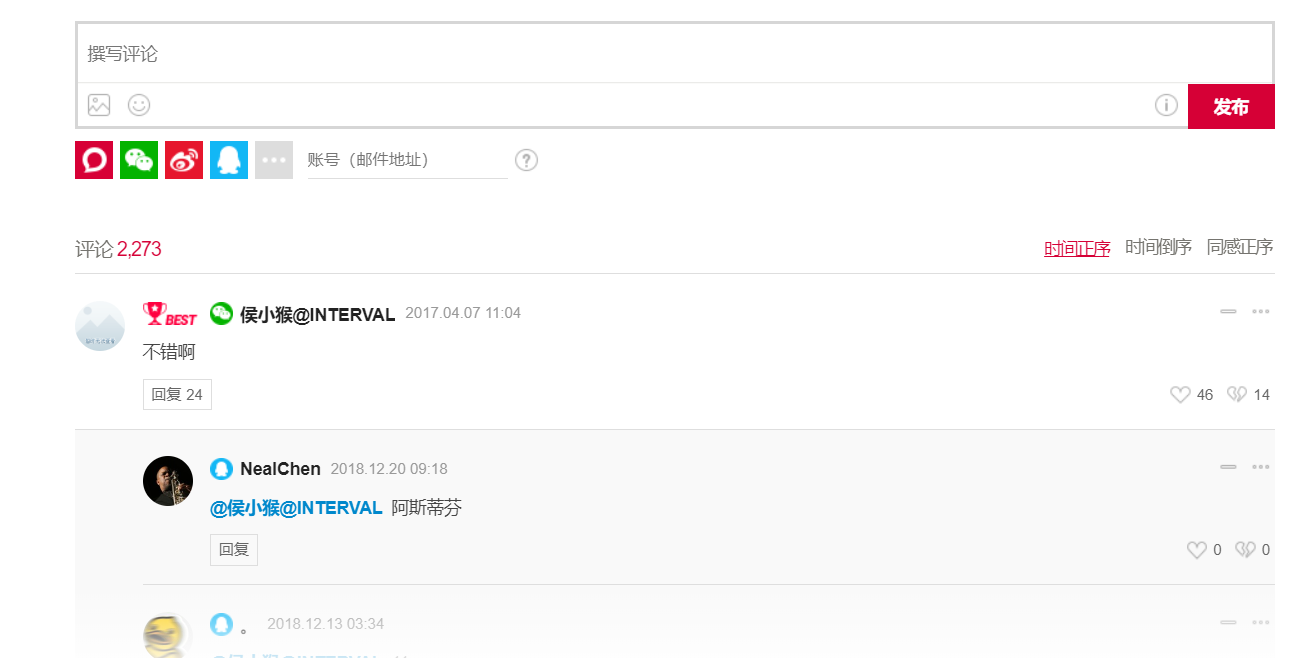 撰写评论
发布
账号（邮件地址）
评论 2,273
时间正序 时间倒序 同感正序
BEST 侯小猴@INTERVAL 2017.04.07 11:04
不错啊
回复 24
46 14
NealChen 2018.12.20 09:18
@侯小猴@INTERVAL 阿斯蒂芬
回复
0 0
。 2018.12.13 03:34